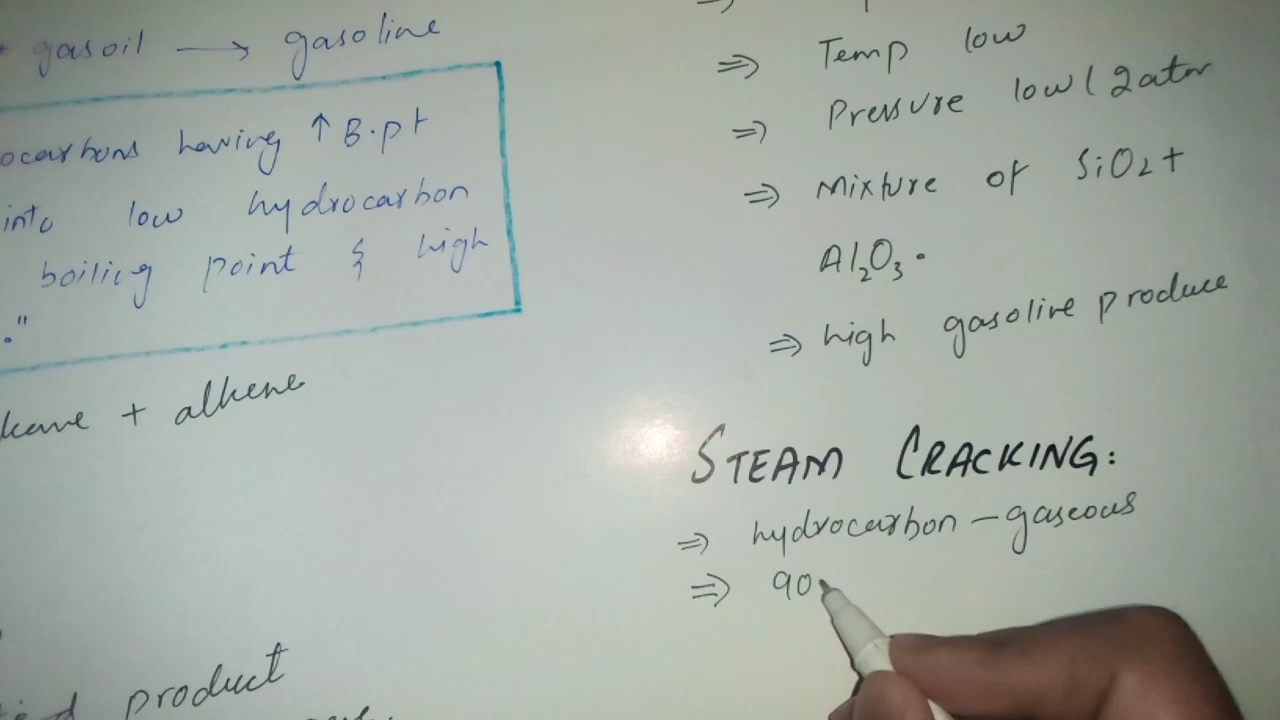 gasoil → gasoline
ocarbons having ↑ B.pt
into low hydrocarbon
boiling point & high
."
kane + alkene
product
⇒ Temp low
⇒ Pressure low (2atm
⇒ Mixture of SiO₂ +
Al₂O₃.
⇒ high gasoline produce
STEAM CRACKING:
⇒ hydrocarbon - gaseous
⇒ 90